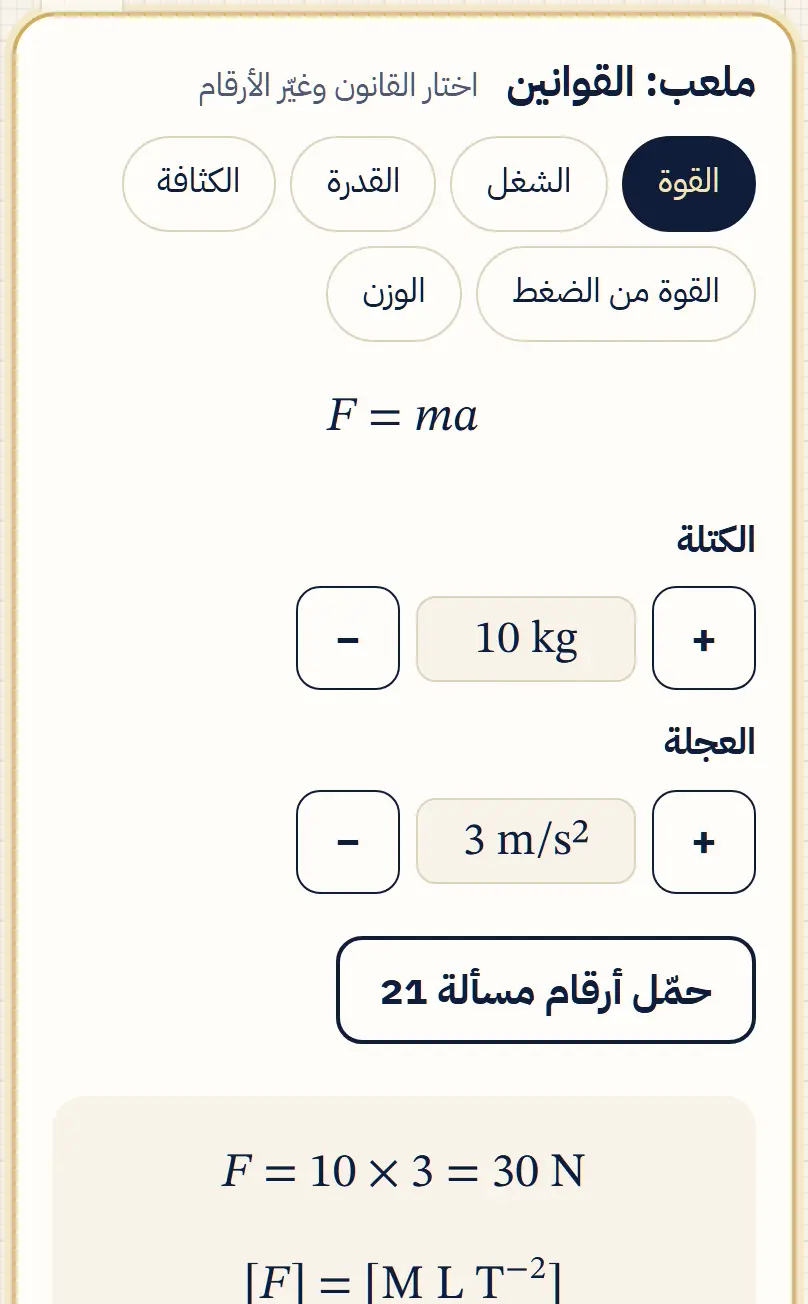 ملعب: القوانين اختار القانون وغيّر الأرقام
القوة الشغل القدرة الكثافة
القوة من الضغط الوزن
F = ma
الكتلة
+ 10 kg −
العجلة
+ 3 m/s² −
حمّل أرقام مسألة 21
F = 10 × 3 = 30 N
[F] = [M L T⁻²]